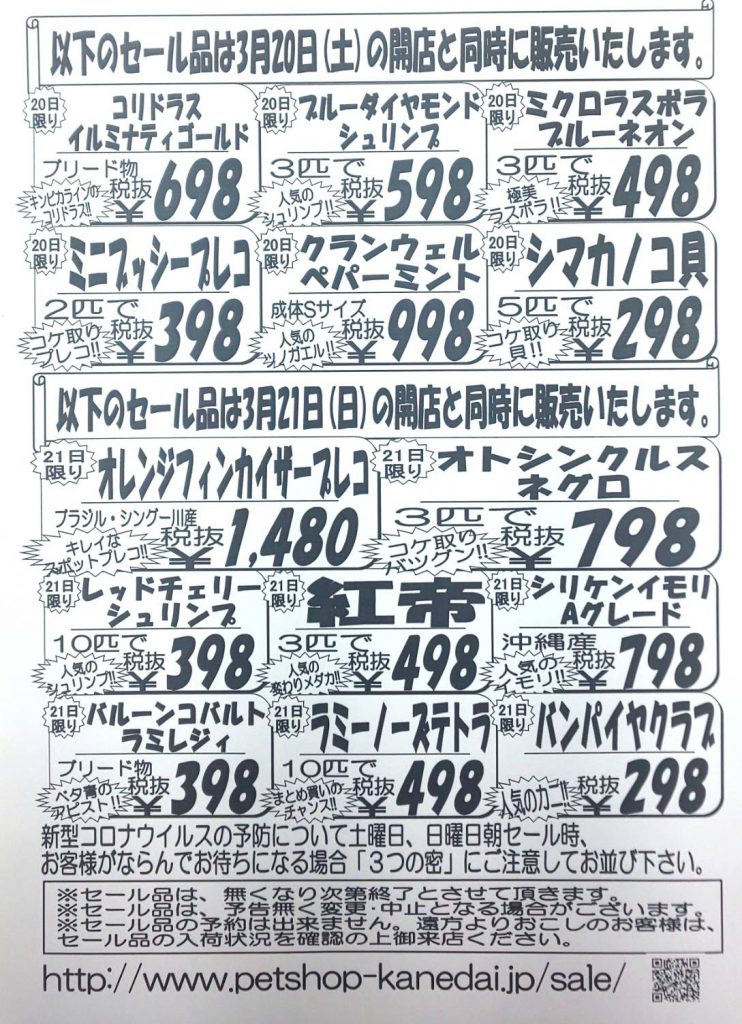 以下のセール品は3月20日(土)の開店と同時に販売いたします。
20日限り
コリドラス
イルミナティゴールド
ブリード物
キンピカラインのコリドラス!!
税抜
¥698
20日限り
ブルーダイヤモンド
シュリンプ
3匹で
人気のシュリンプ!!
税抜
¥598
20日限り
ミクロラスボラ
ブルーネオン
3匹で
極美ラスボラ!!
税抜
¥498
20日限り
ミニブッシープレコ
2匹で
コケ取りプレコ!!
税抜
¥398
20日限り
クランウェル
ペパーミント
成体Sサイズ
人気のツノガエル!!
税抜
¥998
20日限り
シマカノコ貝
5匹で
コケ取り貝!!
税抜
¥298
以下のセール品は3月21日(日)の開店と同時に販売いたします。
21日限り
オレンジフィンカイザープレコ
ブラジル・シングー川産
キレイなスポットプレコ!!
税抜
¥1,480
21日限り
オトシンクルス
ネグロ
3匹で
コケ取りバツグン!!
税抜
¥798
21日限り
レッドチェリー
シュリンプ
10匹で
人気のシュリンプ!!
税抜
¥398
21日限り
紅帝
3匹で
人気の変わりメダカ!!
税抜
¥498
21日限り
シリケンイモリ
Aグレード
沖縄産
人気のイモリ!!
税抜
¥798
21日限り
バルーンコバルト
ラミレジィ
ブリード物
ベタ青のアピスト!!
税抜
¥398
21日限り
ラミーノーズテトラ
10匹で
まとめ買いのチャンス!!
税抜
¥498
21日限り
バンパイヤクラブ
人気のカニ!!
税抜
¥298
新型コロナウイルスの予防について土曜日、日曜日朝セール時、
お客様がならんでお待ちになる場合「3つの密」にご注意してお並び下さい。
※セール品は、無くなり次第終了とさせて頂きます。
※セール品は、予告無く変更・中止となる場合がございます。
※セール品の予約は出来ません。遠方よりおこしのお客様は、
セール品の入荷状況を確認の上御来店ください。
http://www.petshop-kanedai.jp/sale/